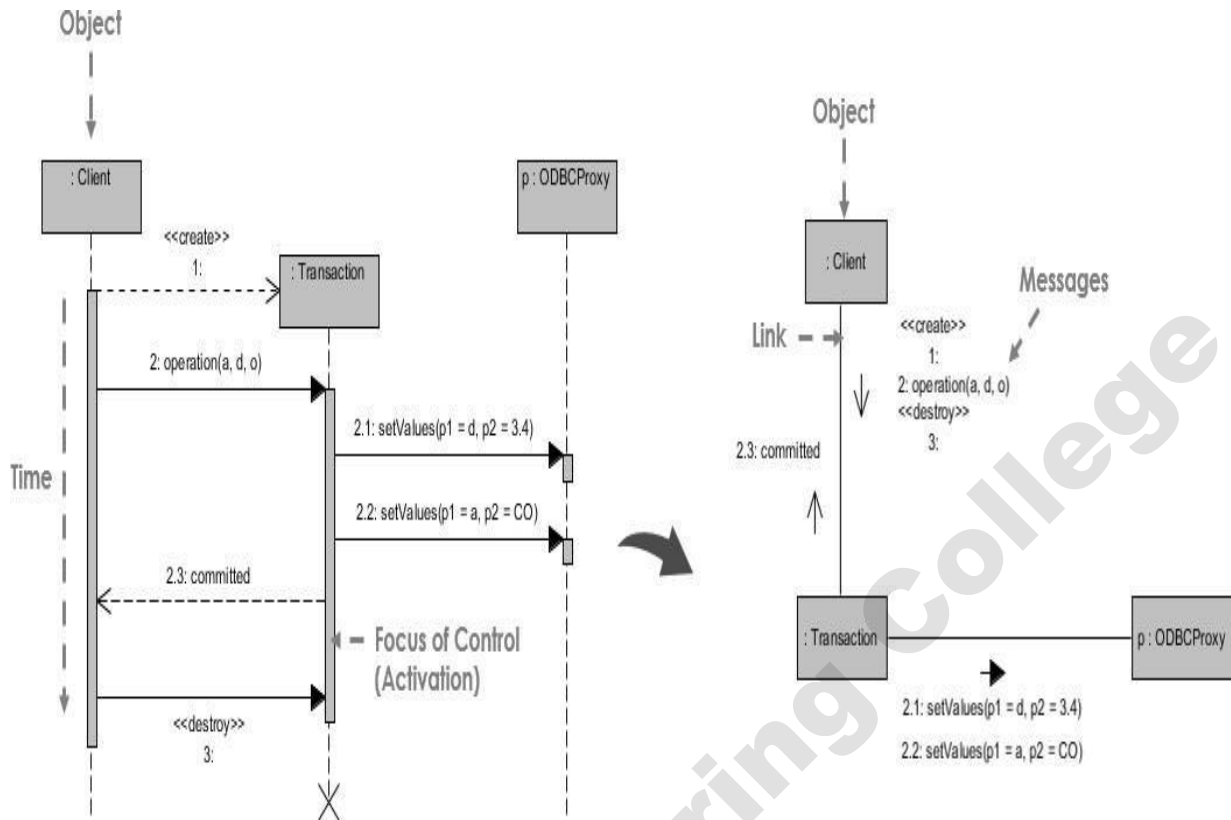 Object
: Client
p : ODBCProxy
<<create>>
1:
: Transaction
2: operation(a, d, o)
2.1: setValues(p1 = d, p2 = 3.4)
Time
2.2: setValues(p1 = a, p2 = CO)
2.3: committed
Focus of Control
(Activation)
<<destroy>>
3:
Object
: Client
Messages
Link
<<create>>
1:
2: operation(a, d, o)
<<destroy>>
3:
2.3: committed
: Transaction
p : ODBCProxy
2.1: setValues(p1 = d, p2 = 3.4)
2.2: setValues(p1 = a, p2 = CO)
ring College